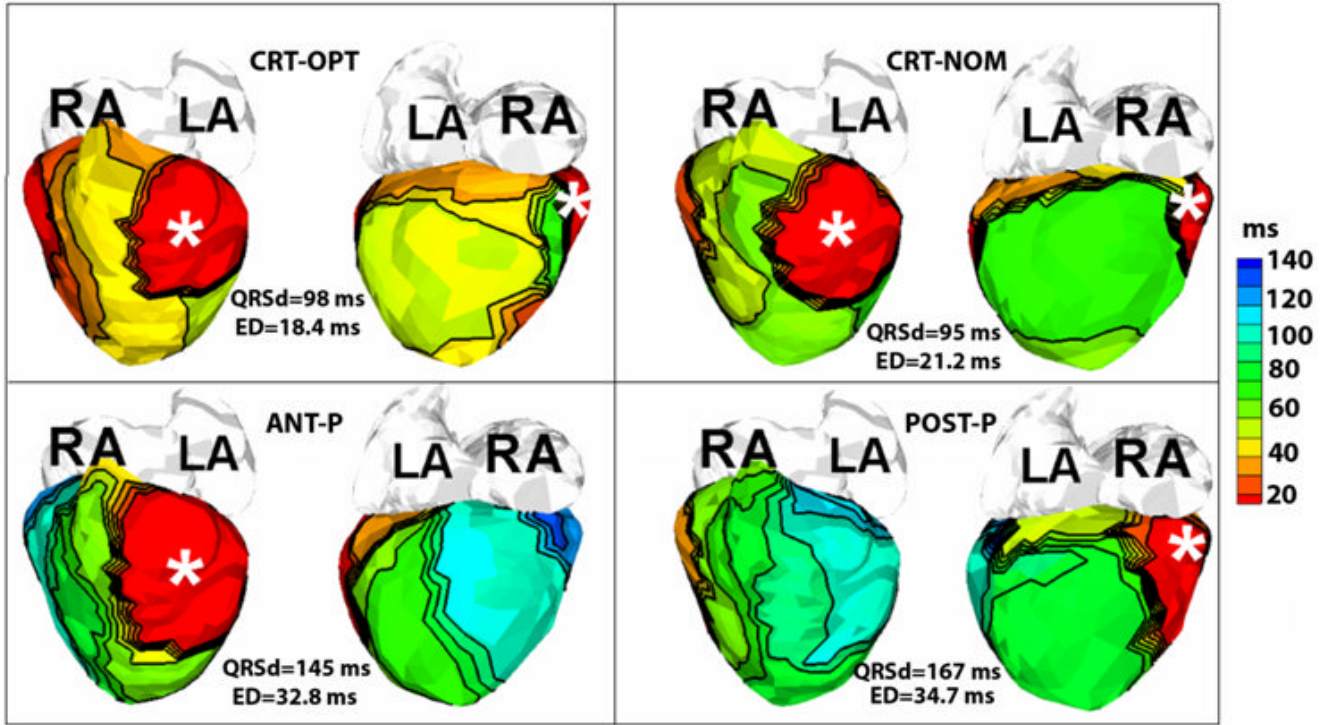 CRT-OPT
RA LA
LA RA
*
*
QRSd=98 ms
ED=18.4 ms
CRT-NOM
RA LA
LA RA
*
*
QRSd=95 ms
ED=21.2 ms
ANT-P
RA LA
LA RA
*
QRSd=145 ms
ED=32.8 ms
POST-P
RA LA
LA RA
*
QRSd=167 ms
ED=34.7 ms
ms
140
120
100
80
60
40
20